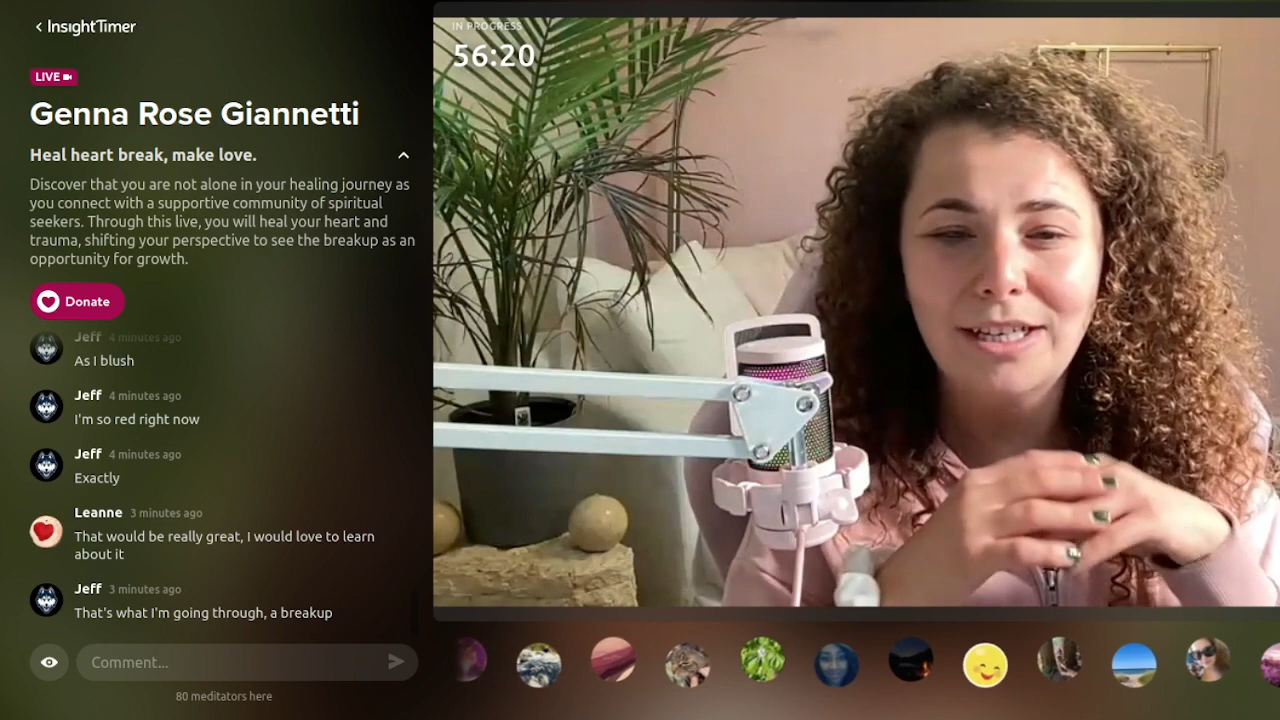 InsightTimer
LIVE
Genna Rose Giannetti
Heal heart break, make love.
Discover that you are not alone in your healing journey as
you connect with a supportive community of spiritual
seekers. Through this live, you will heal your heart and
trauma, shifting your perspective to see the breakup as an
opportunity for growth.
Donate
Jeff 4 minutes ago
As I blush
Jeff 4 minutes ago
I'm so red right now
Jeff 4 minutes ago
Exactly
Leanne 3 minutes ago
That would be really great, I would love to learn
about it
Jeff 3 minutes ago
That's what I'm going through, a breakup
Comment...
80 meditators here
IN PROGRESS
56:20